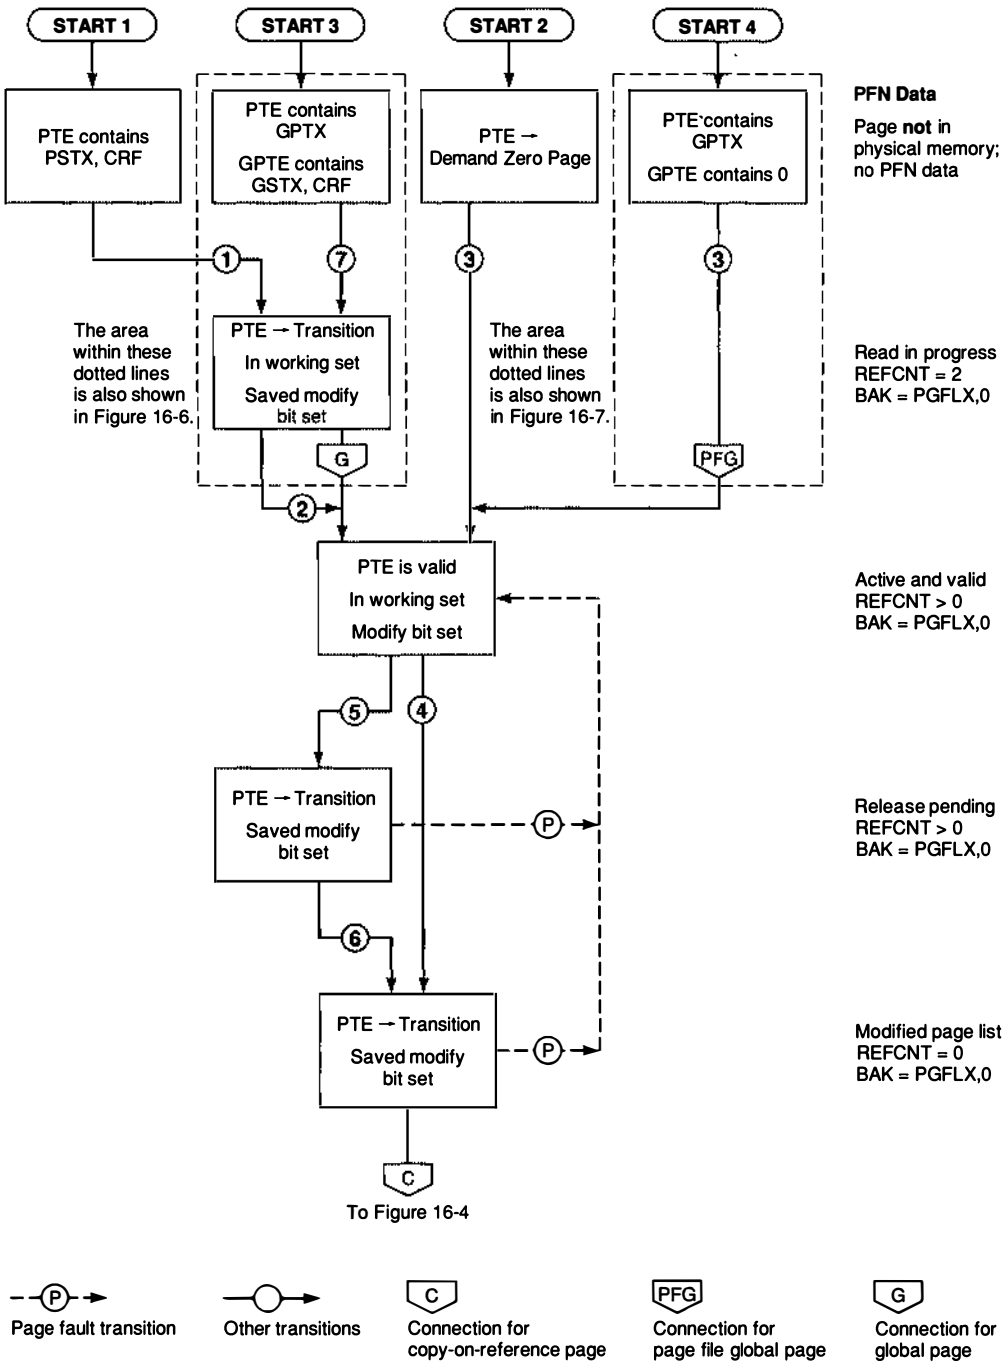 START 1
START 3
START 2
START 4
PTE contains
PSTX, CRF
PTE contains
GPTX
GPTE contains
GSTX, CRF
PTE →
Demand Zero Page
PTE contains
GPTX
GPTE contains 0
PFN Data
Page not in
physical memory;
no PFN data
1
7
3
3
The area
within these
dotted lines
is also shown
in Figure 16-6.
PTE → Transition
In working set
Saved modify
bit set
G
The area
within these
dotted lines
is also shown
in Figure 16-7.
PFG
Read in progress
REFCNT = 2
BAK = PGFLX,0
2
PTE is valid
In working set
Modify bit set
Active and valid
REFCNT > 0
BAK = PGFLX,0
5
4
PTE → Transition
Saved modify
bit set
P
Release pending
REFCNT > 0
BAK = PGFLX,0
6
PTE → Transition
Saved modify
bit set
P
Modified page list
REFCNT = 0
BAK = PGFLX,0
C
To Figure 16-4
P
Page fault transition
Other transitions
C
Connection for
copy-on-reference page
PFG
Connection for
page file global page
G
Connection for
global page